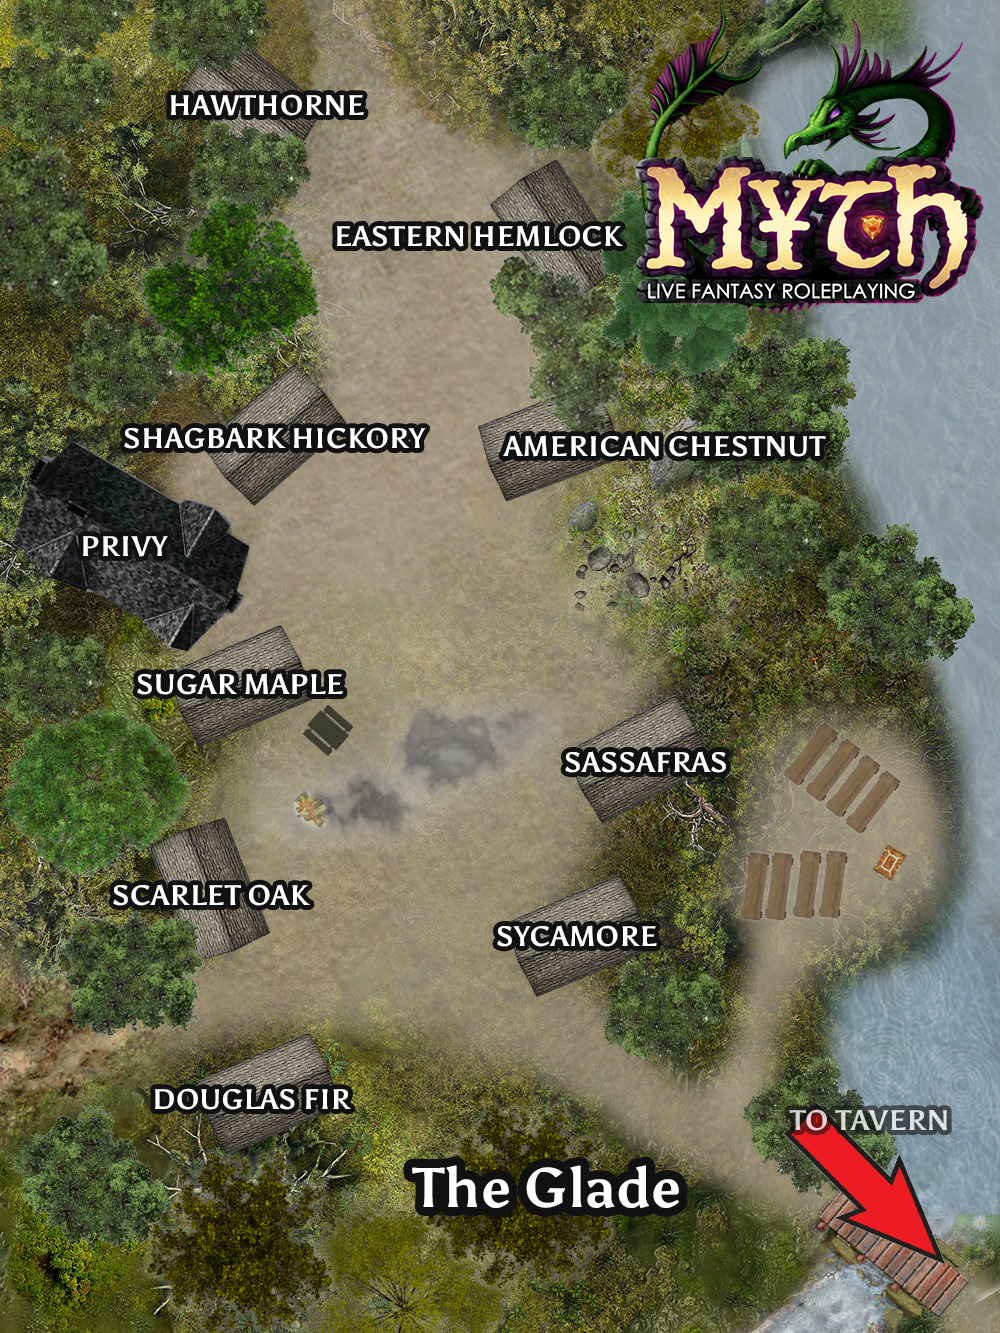 HAWTHORNE
EASTERN HEMLOCK
MYTH
LIVE FANTASY ROLEPLAYING
SHAGBARK HICKORY
AMERICAN CHESTNUT
PRIVY
SUGAR MAPLE
SASSAFRAS
SCARLET OAK
SYCAMORE
DOUGLAS FIR
TO TAVERN
The Glade